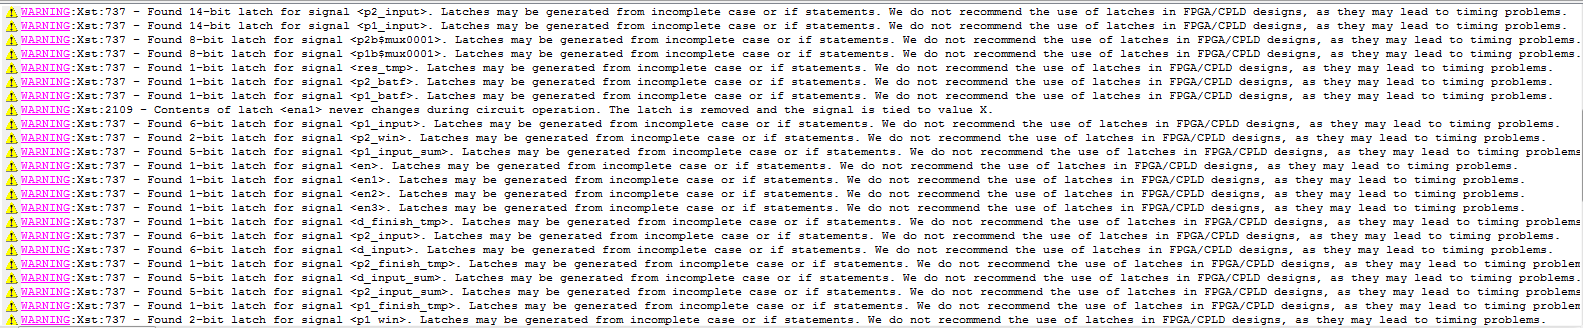 WARNING:Xst:737 - Found 14-bit latch for signal <p2_input>. Latches may be generated from incomplete case or if statements. We do not recommend the use of latches in FPGA/CPLD designs, as they may lead to timing problems.
WARNING:Xst:737 - Found 14-bit latch for signal <p1_input>. Latches may be generated from incomplete case or if statements. We do not recommend the use of latches in FPGA/CPLD designs, as they may lead to timing problems.
WARNING:Xst:737 - Found 8-bit latch for signal <p2b$mux0001>. Latches may be generated from incomplete case or if statements. We do not recommend the use of latches in FPGA/CPLD designs, as they may lead to timing problems.
WARNING:Xst:737 - Found 8-bit latch for signal <p1b$mux0001>. Latches may be generated from incomplete case or if statements. We do not recommend the use of latches in FPGA/CPLD designs, as they may lead to timing problems.
WARNING:Xst:737 - Found 1-bit latch for signal <res_tmp>. Latches may be generated from incomplete case or if statements. We do not recommend the use of latches in FPGA/CPLD designs, as they may lead to timing problems.
WARNING:Xst:737 - Found 1-bit latch for signal <p2_batf>. Latches may be generated from incomplete case or if statements. We do not recommend the use of latches in FPGA/CPLD designs, as they may lead to timing problems.
WARNING:Xst:737 - Found 1-bit latch for signal <p1_batf>. Latches may be generated from incomplete case or if statements. We do not recommend the use of latches in FPGA/CPLD designs, as they may lead to timing problems.
WARNING:Xst:2109 - Contents of latch <ena1> never changes during circuit operation. The latch is removed and the signal is tied to value X.
WARNING:Xst:737 - Found 6-bit latch for signal <p1_input>. Latches may be generated from incomplete case or if statements. We do not recommend the use of latches in FPGA/CPLD designs, as they may lead to timing problems.
WARNING:Xst:737 - Found 2-bit latch for signal <p2_win>. Latches may be generated from incomplete case or if statements. We do not recommend the use of latches in FPGA/CPLD designs, as they may lead to timing problems.
WARNING:Xst:737 - Found 5-bit latch for signal <p1_input_sum>. Latches may be generated from incomplete case or if statements. We do not recommend the use of latches in FPGA/CPLD designs, as they may lead to timing problems
WARNING:Xst:737 - Found 1-bit latch for signal <en>. Latches may be generated from incomplete case or if statements. We do not recommend the use of latches in FPGA/CPLD designs, as they may lead to timing problems.
WARNING:Xst:737 - Found 1-bit latch for signal <en1>. Latches may be generated from incomplete case or if statements. We do not recommend the use of latches in FPGA/CPLD designs, as they may lead to timing problems.
WARNING:Xst:737 - Found 1-bit latch for signal <en2>. Latches may be generated from incomplete case or if statements. We do not recommend the use of latches in FPGA/CPLD designs, as they may lead to timing problems.
WARNING:Xst:737 - Found 1-bit latch for signal <en3>. Latches may be generated from incomplete case or if statements. We do not recommend the use of latches in FPGA/CPLD designs, as they may lead to timing problems.
WARNING:Xst:737 - Found 1-bit latch for signal <d_finish_tmp>. Latches may be generated from incomplete case or if statements. We do not recommend the use of latches in FPGA/CPLD designs, as they may lead to timing problems
WARNING:Xst:737 - Found 6-bit latch for signal <p2_input>. Latches may be generated from incomplete case or if statements. We do not recommend the use of latches in FPGA/CPLD designs, as they may lead to timing problems.
WARNING:Xst:737 - Found 6-bit latch for signal <d_input>. Latches may be generated from incomplete case or if statements. We do not recommend the use of latches in FPGA/CPLD designs, as they may lead to timing problems.
WARNING:Xst:737 - Found 1-bit latch for signal <p2_finish_tmp>. Latches may be generated from incomplete case or if statements. We do not recommend the use of latches in FPGA/CPLD designs, as they may lead to timing problem
WARNING:Xst:737 - Found 5-bit latch for signal <d_input_sum>. Latches may be generated from incomplete case or if statements. We do not recommend the use of latches in FPGA/CPLD designs, as they may lead to timing problems.
WARNING:Xst:737 - Found 5-bit latch for signal <p2_input_sum>. Latches may be generated from incomplete case or if statements. We do not recommend the use of latches in FPGA/CPLD designs, as they may lead to timing problems
WARNING:Xst:737 - Found 1-bit latch for signal <p1_finish_tmp>. Latches may be generated from incomplete case or if statements. We do not recommend the use of latches in FPGA/CPLD designs, as they may lead to timing problem
WARNING:Xst:737 - Found 2-bit latch for signal <p1_win>. Latches may be generated from incomplete case or if statements. We do not recommend the use of latches in FPGA/CPLD designs, as they may lead to timing problems.